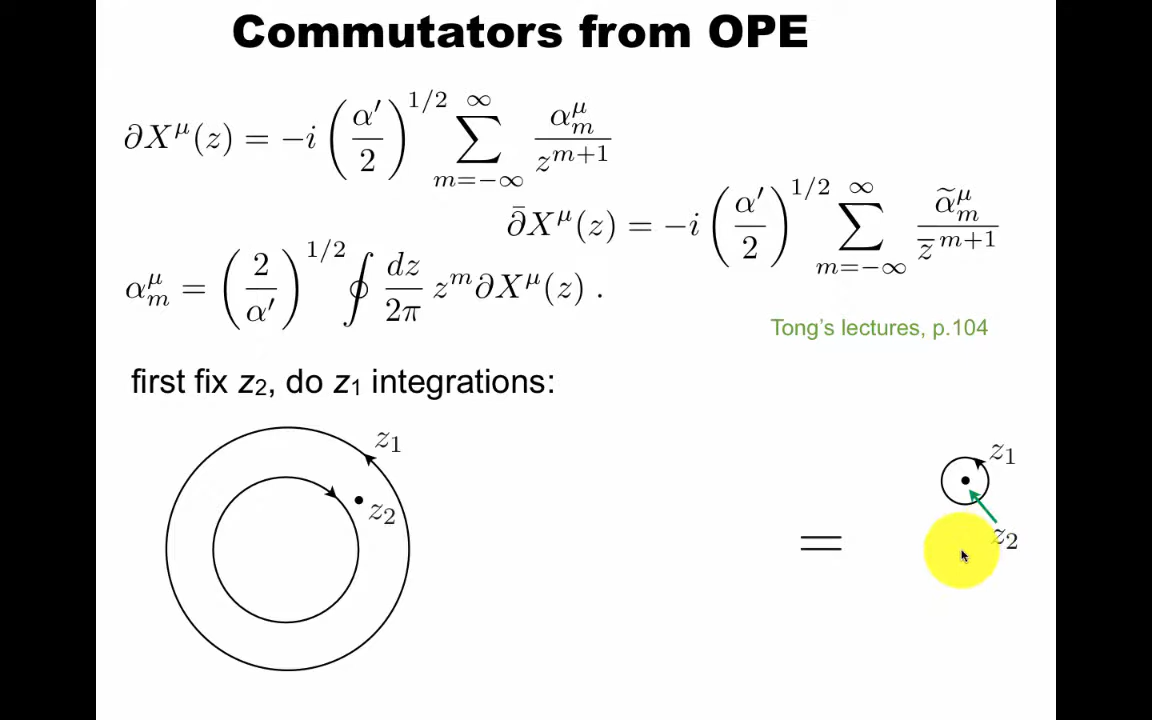 Commutators from OPE
∂X^μ(z) = −i (α′/2)^{1/2} ∑_{m=−∞}^{∞} α_m^μ / z^{m+1}
∂̄X^μ(z) = −i (α′/2)^{1/2} ∑_{m=−∞}^{∞} α̃_m^μ / z̄^{m+1}
α_m^μ = (2/α′)^{1/2} ∮ dz/2π z^m ∂X^μ(z) .
Tong's lectures, p.104
first fix z₂, do z₁ integrations:
z₁
z₂
=
z₁
z₂